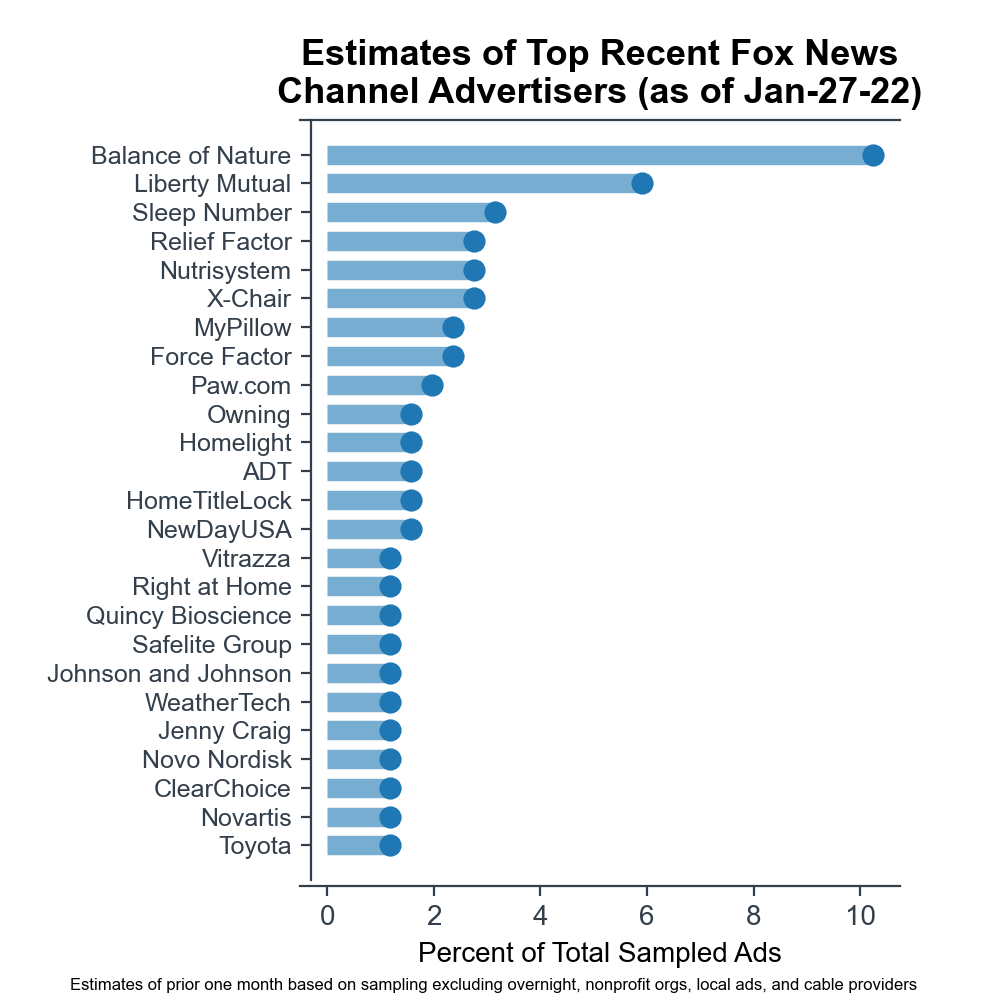 Estimates of Top Recent Fox News
Channel Advertisers (as of Jan-27-22)
Balance of Nature
Liberty Mutual
Sleep Number
Relief Factor
Nutrisystem
X-Chair
MyPillow
Force Factor
Paw.com
Owning
Homelight
ADT
HomeTitleLock
NewDayUSA
Vitrazza
Right at Home
Quincy Bioscience
Safelite Group
Johnson and Johnson
WeatherTech
Jenny Craig
Novo Nordisk
ClearChoice
Novartis
Toyota
0 2 4 6 8 10
Percent of Total Sampled Ads
Estimates of prior one month based on sampling excluding overnight, nonprofit orgs, local ads, and cable providers